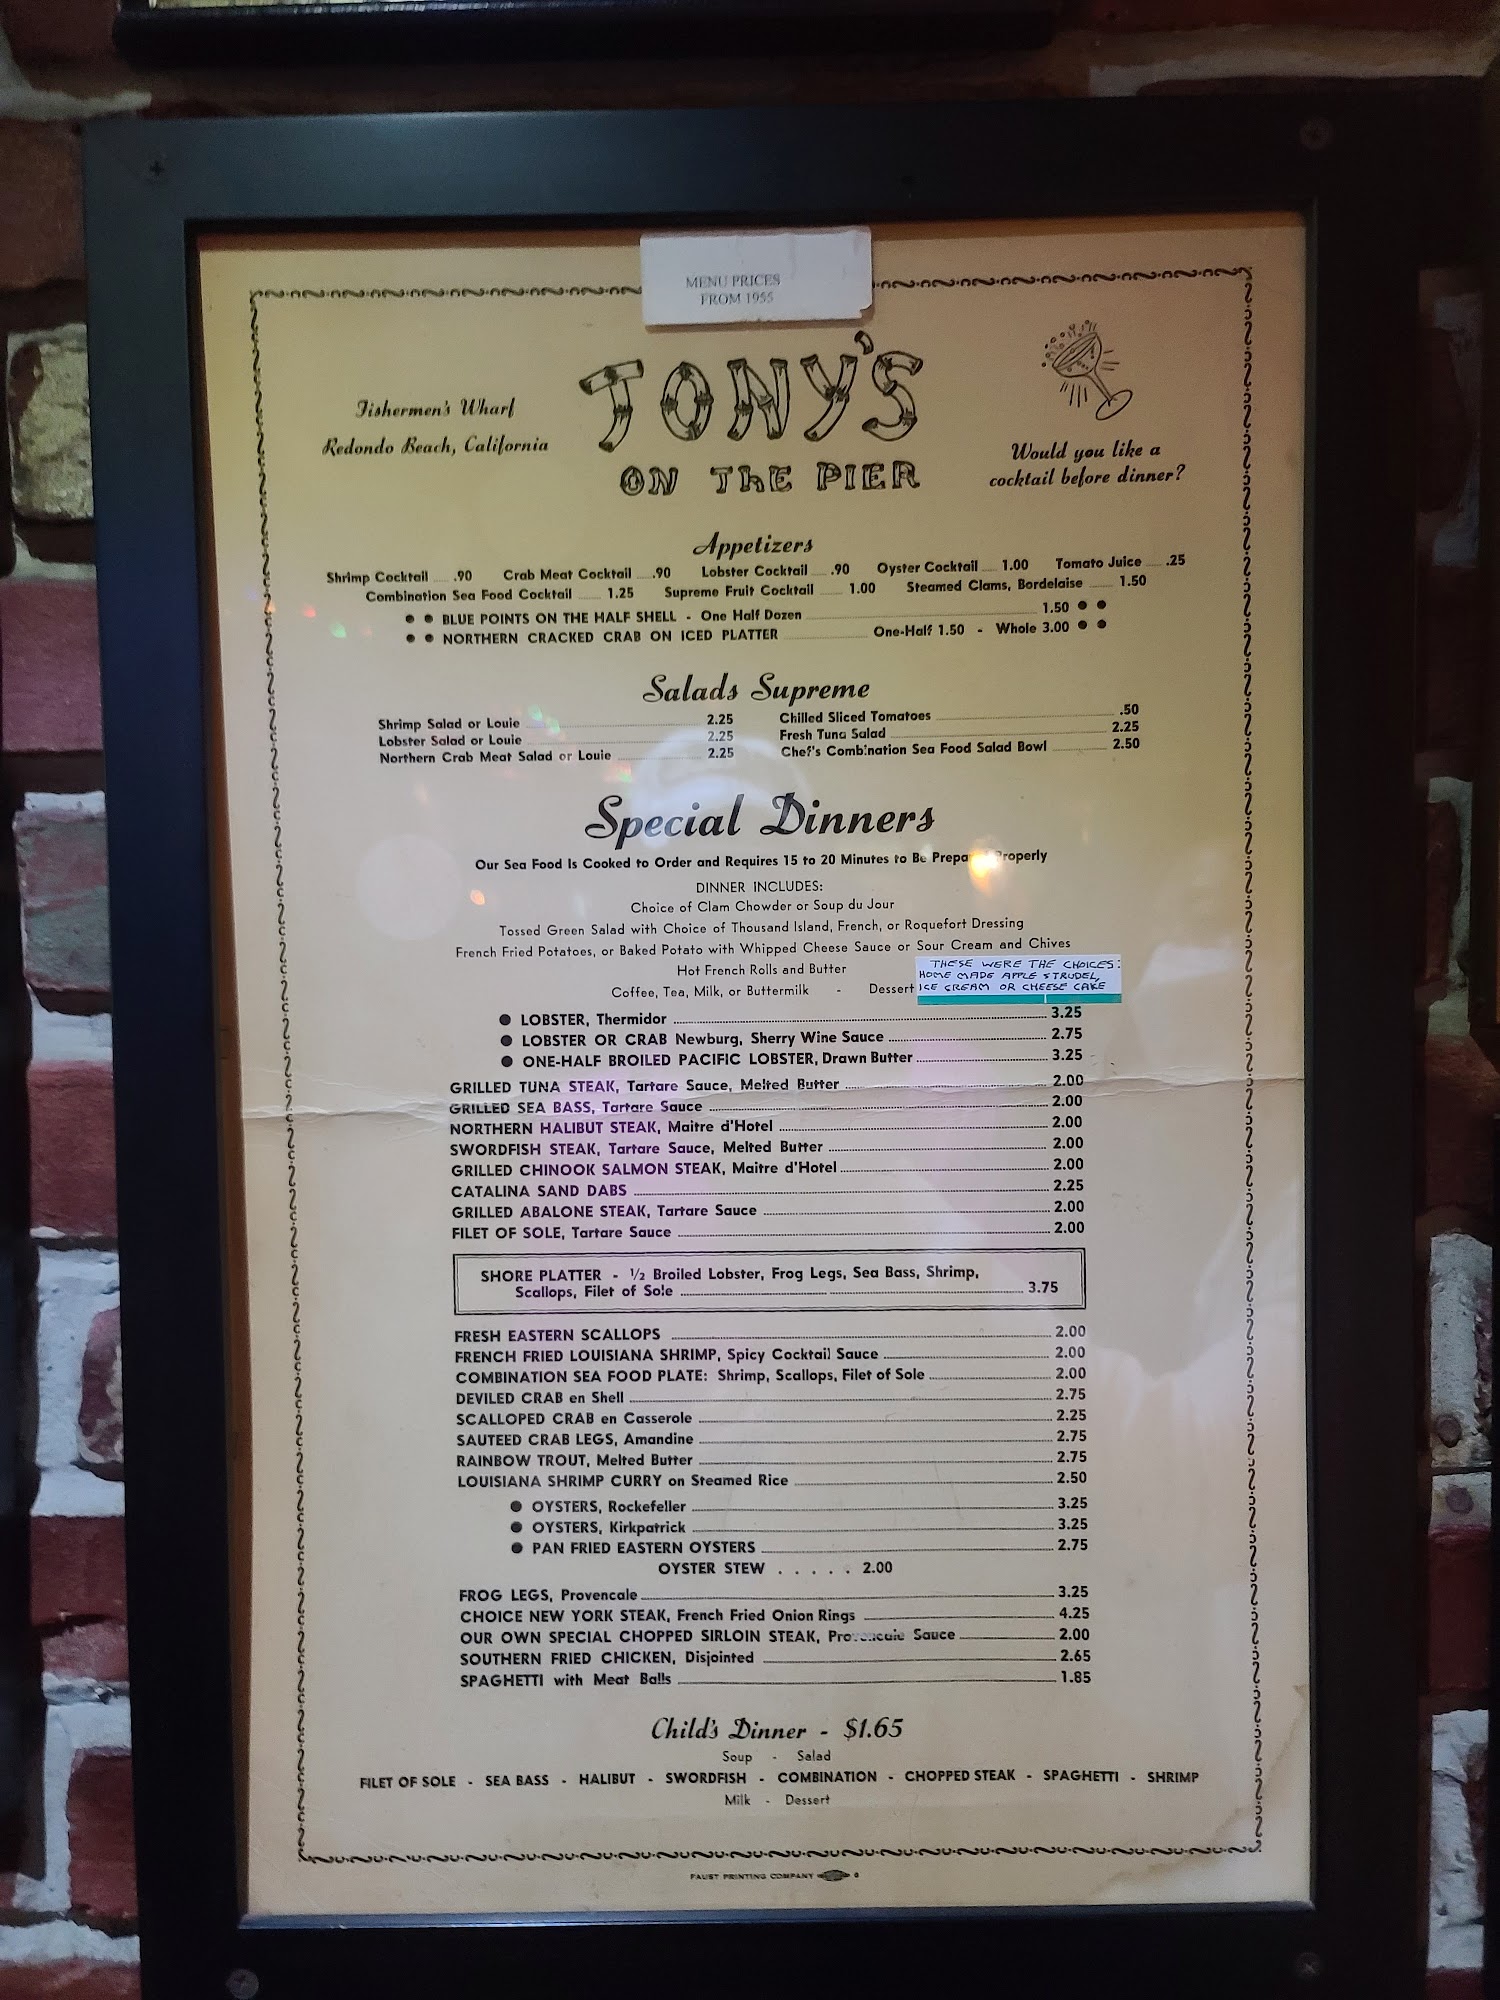 MENU PRICES
FROM 1955
Fishermen's Wharf
Redondo Beach, California
TONY'S
ON THE PIER
Would you like a
cocktail before dinner?
Appetizers
Shrimp Cocktail .90 Crab Meat Cocktail .90 Lobster Cocktail .90 Oyster Cocktail 1.00 Tomato Juice .25
Combination Sea Food Cocktail 1.25 Supreme Fruit Cocktail 1.00 Steamed Clams, Bordelaise 1.50
● ● BLUE POINTS ON THE HALF SHELL - One Half Dozen 1.50 ● ●
● ● NORTHERN CRACKED CRAB ON ICED PLATTER One-Half 1.50 - Whole 3.00 ● ●
Salads Supreme
Shrimp Salad or Louie 2.25
Lobster Salad or Louie 2.25
Northern Crab Meat Salad or Louie 2.25
Chilled Sliced Tomatoes .50
Fresh Tuna Salad 2.25
Chef's Combination Sea Food Salad Bowl 2.50
Special Dinners
Our Sea Food Is Cooked to Order and Requires 15 to 20 Minutes to Be Prepared Properly
DINNER INCLUDES:
Choice of Clam Chowder or Soup du Jour
Tossed Green Salad with Choice of Thousand Island, French, or Roquefort Dressing
French Fried Potatoes, or Baked Potato with Whipped Cheese Sauce or Sour Cream and Chives
Hot French Rolls and Butter
Coffee, Tea, Milk, or Buttermilk - Dessert
THESE WERE THE CHOICES:
HOME MADE APPLE STRUDEL,
ICE CREAM OR CHEESE CAKE
● LOBSTER, Thermidor 3.25
● LOBSTER OR CRAB Newburg, Sherry Wine Sauce 2.75
● ONE-HALF BROILED PACIFIC LOBSTER, Drawn Butter 3.25
GRILLED TUNA STEAK, Tartare Sauce, Melted Butter 2.00
GRILLED SEA BASS, Tartare Sauce 2.00
NORTHERN HALIBUT STEAK, Maitre d'Hotel 2.00
SWORDFISH STEAK, Tartare Sauce, Melted Butter 2.00
GRILLED CHINOOK SALMON STEAK, Maitre d'Hotel 2.00
CATALINA SAND DABS 2.25
GRILLED ABALONE STEAK, Tartare Sauce 2.00
FILET OF SOLE, Tartare Sauce 2.00
SHORE PLATTER - ½ Broiled Lobster, Frog Legs, Sea Bass, Shrimp,
Scallops, Filet of Sole 3.75
FRESH EASTERN SCALLOPS 2.00
FRENCH FRIED LOUISIANA SHRIMP, Spicy Cocktail Sauce 2.00
COMBINATION SEA FOOD PLATE: Shrimp, Scallops, Filet of Sole 2.00
DEVILED CRAB en Shell 2.75
SCALLOPED CRAB en Casserole 2.25
SAUTEED CRAB LEGS, Amandine 2.75
RAINBOW TROUT, Melted Butter 2.75
LOUISIANA SHRIMP CURRY on Steamed Rice 2.50
● OYSTERS, Rockefeller 3.25
● OYSTERS, Kirkpatrick 3.25
● PAN FRIED EASTERN OYSTERS 2.75
OYSTER STEW . . . . . 2.00
FROG LEGS, Provencale 3.25
CHOICE NEW YORK STEAK, French Fried Onion Rings 4.25
OUR OWN SPECIAL CHOPPED SIRLOIN STEAK, Provencale Sauce 2.00
SOUTHERN FRIED CHICKEN, Disjointed 2.65
SPAGHETTI with Meat Balls 1.85
Child's Dinner - $1.65
Soup - Salad
FILET OF SOLE - SEA BASS - HALIBUT - SWORDFISH - COMBINATION - CHOPPED STEAK - SPAGHETTI - SHRIMP
Milk - Dessert
FAUST PRINTING COMPANY